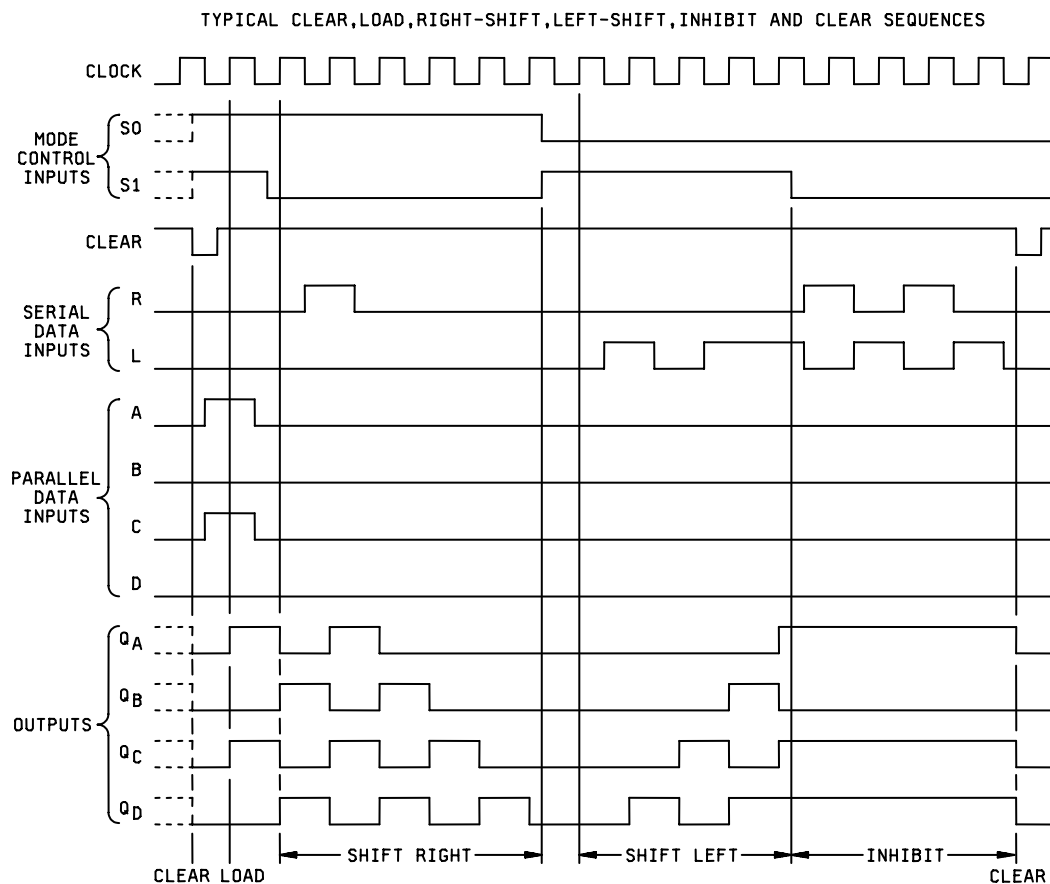 TYPICAL CLEAR,LOAD,RIGHT-SHIFT,LEFT-SHIFT,INHIBIT AND CLEAR SEQUENCES
CLOCK
MODE
CONTROL
INPUTS
S0
S1
CLEAR
SERIAL
DATA
INPUTS
R
L
PARALLEL
DATA
INPUTS
A
B
C
D
OUTPUTS
QA
QB
QC
QD
SHIFT RIGHT
SHIFT LEFT
INHIBIT
CLEAR LOAD
CLEAR